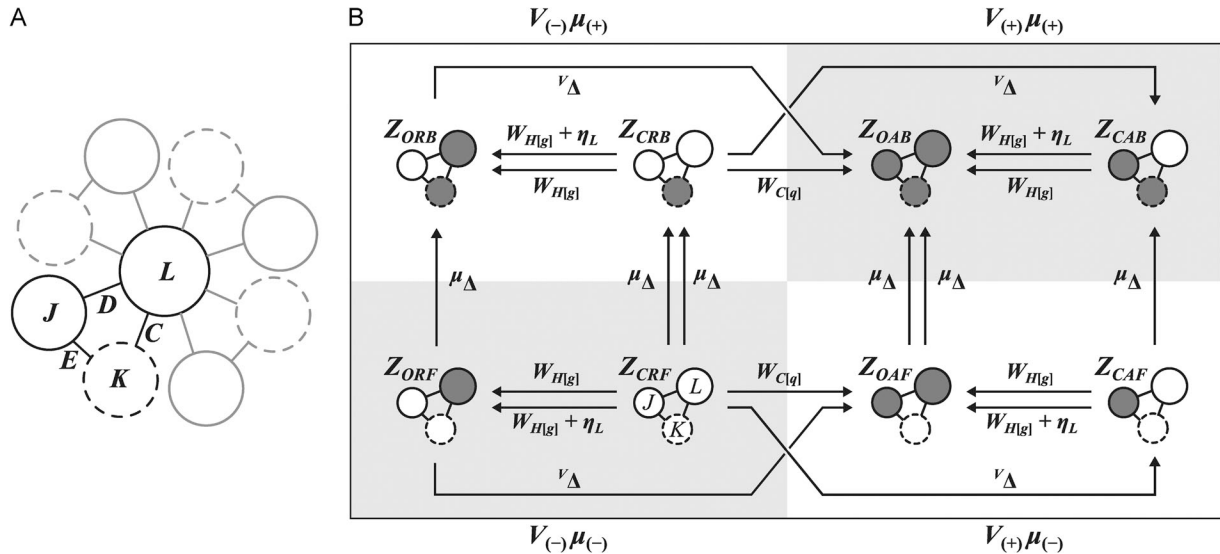 A
B
V(−) μ(+)
V(+) μ(+)
VΔ
VΔ
ZORB
WH[g] + ηL
ZCRB
ZOAB
WH[g] + ηL
ZCAB
WH[g]
WC[q]
WH[g]
L
J
D
C
E
K
μΔ
μΔ
μΔ
μΔ
μΔ
μΔ
ZORF
WH[g]
ZCRF
WC[q]
ZOAF
WH[g]
ZCAF
J
L
WH[g] + ηL
K
WH[g] + ηL
VΔ
VΔ
V(−) μ(−)
V(+) μ(−)